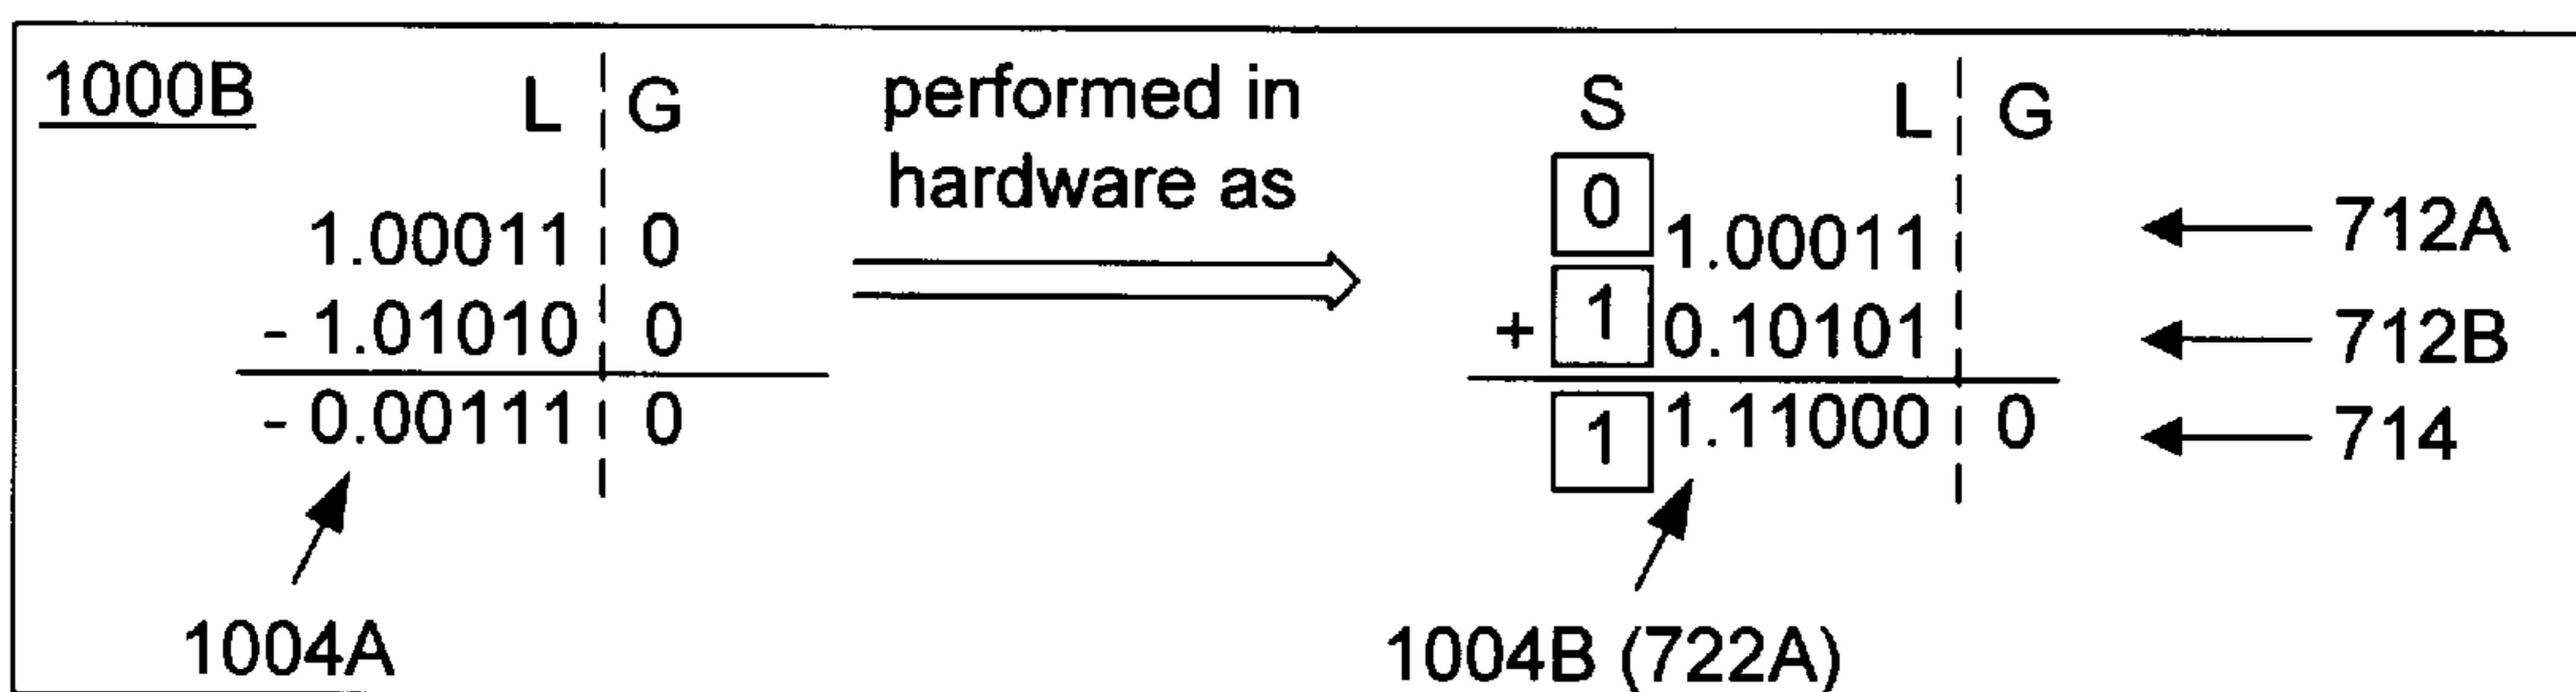 1000B
L G
1.00011 0
- 1.01010 0
- 0.00111 0
1004A
performed in
hardware as
S L G
0 1.00011 712A
+ 1 0.10101 712B
1 1.11000 0 714
1004B (722A)